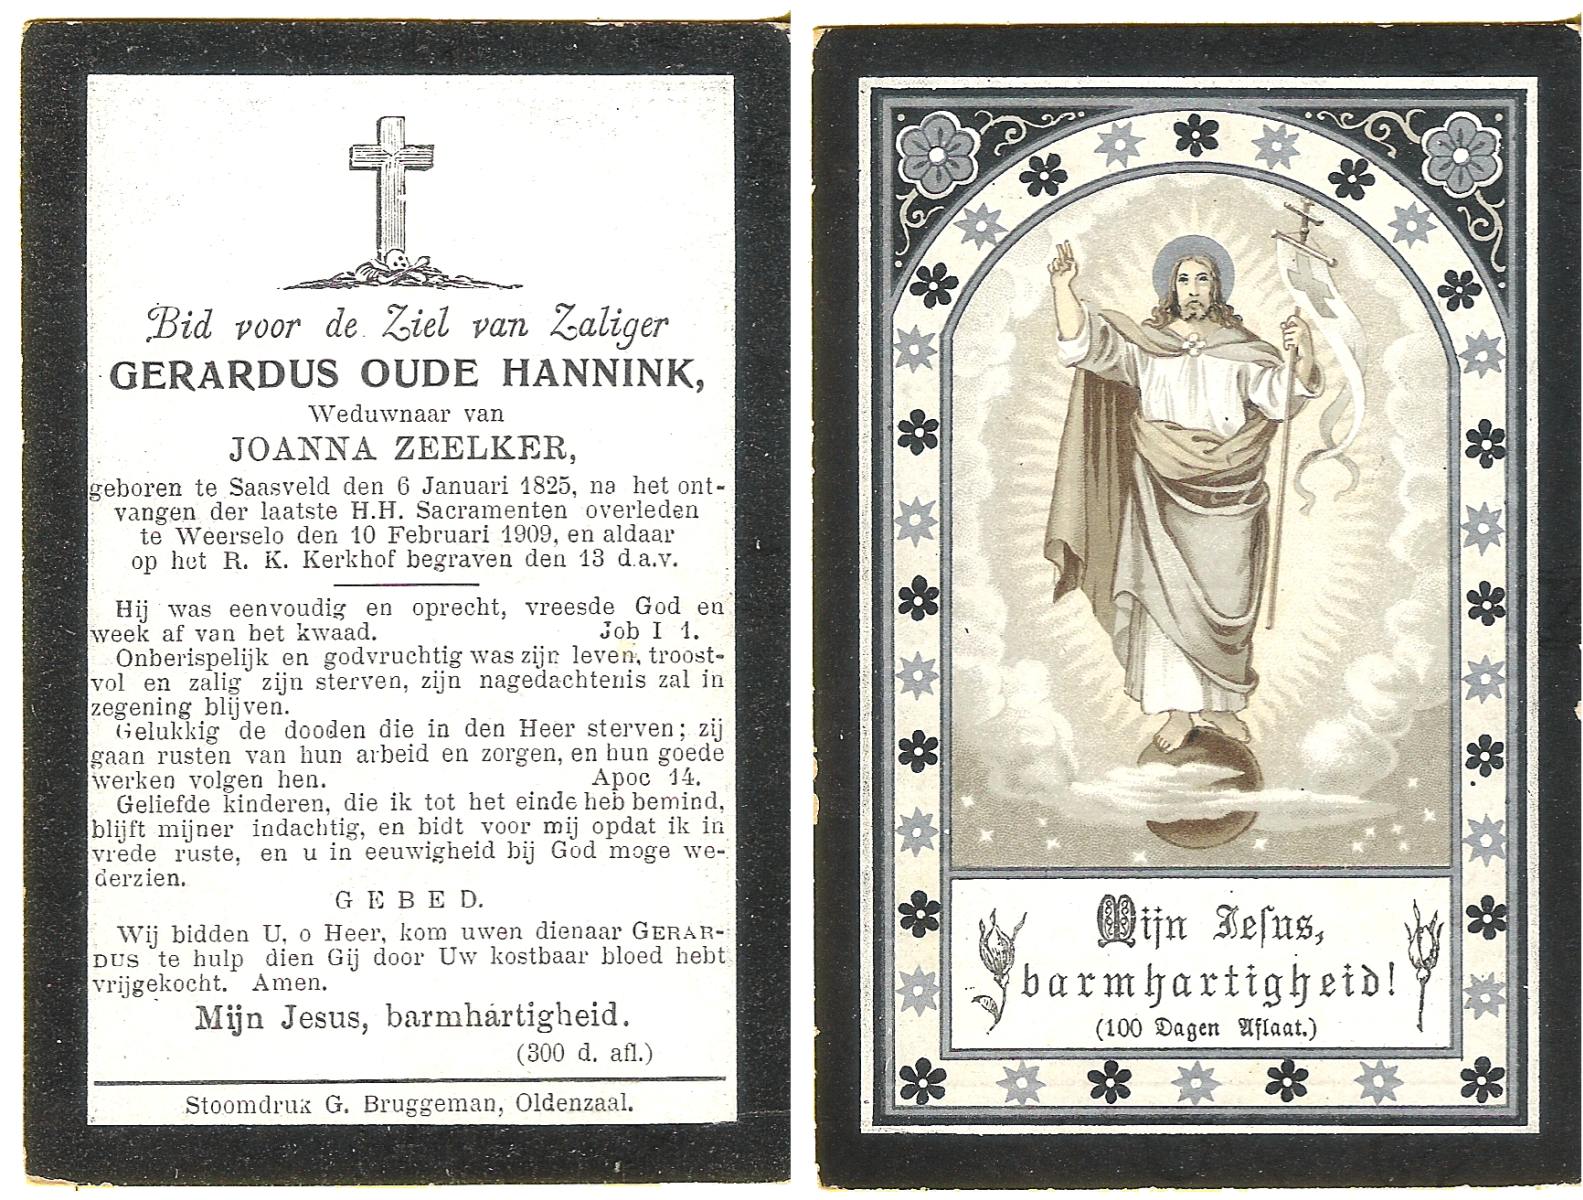 Bid voor de Ziel van Zaliger
GERARDUS OUDE HANNINK,
Weduwnaar van
JOANNA ZEELKER,
geboren te Saasveld den 6 Januari 1825, na het ont-
vangen der laatste H.H. Sacramenten overleden
te Weerselo den 10 Februari 1909, en aldaar
op het R. K. Kerkhof begraven den 13 d.a.v.
Hij was eenvoudig en oprecht, vreesde God en
week af van het kwaad. Job I 1.
Onberispelijk en godvruchtig was zijn leven, troost-
vol en zalig zijn sterven, zijn nagedachtenis zal in
zegening blijven.
Gelukkig de dooden die in den Heer sterven; zij
gaan rusten van hun arbeid en zorgen, en hun goede
werken volgen hen. Apoc 14.
Geliefde kinderen, die ik tot het einde heb bemind,
blijft mijner indachtig, en bidt voor mij opdat ik in
vrede ruste, en u in eeuwigheid bij God moge we-
derzien.
GEBED.
Wij bidden U, o Heer, kom uwen dienaar GERAR-
DUS te hulp dien Gij door Uw kostbaar bloed hebt
vrijgekocht. Amen.
Mijn Jesus, barmhartigheid.
(300 d. afl.)
Stoomdruk G. Bruggeman, Oldenzaal.
Mijn Jesus,
barmhartigheid!
(100 Dagen Aflaat.)